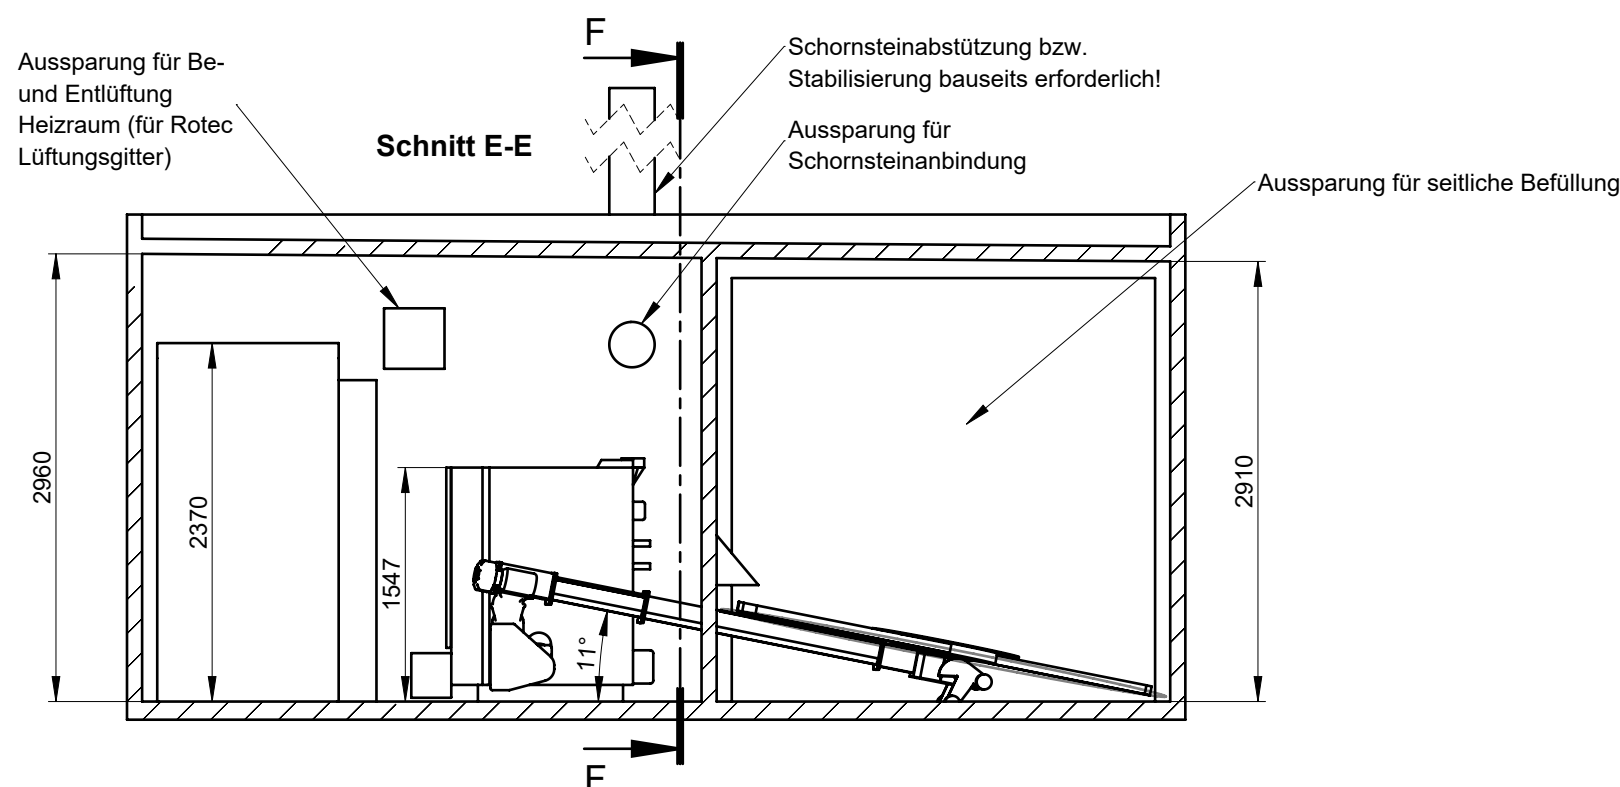 F
Schornsteinabstützung bzw.
Stabilisierung bauseits erforderlich!
Aussparung für Be-
und Entlüftung
Heizraum (für Rotec
Lüftungsgitter)
Schnitt E-E
Aussparung für
Schornsteinanbindung
Aussparung für seitliche Befüllung
2960
2370
1547
11°
2910
F